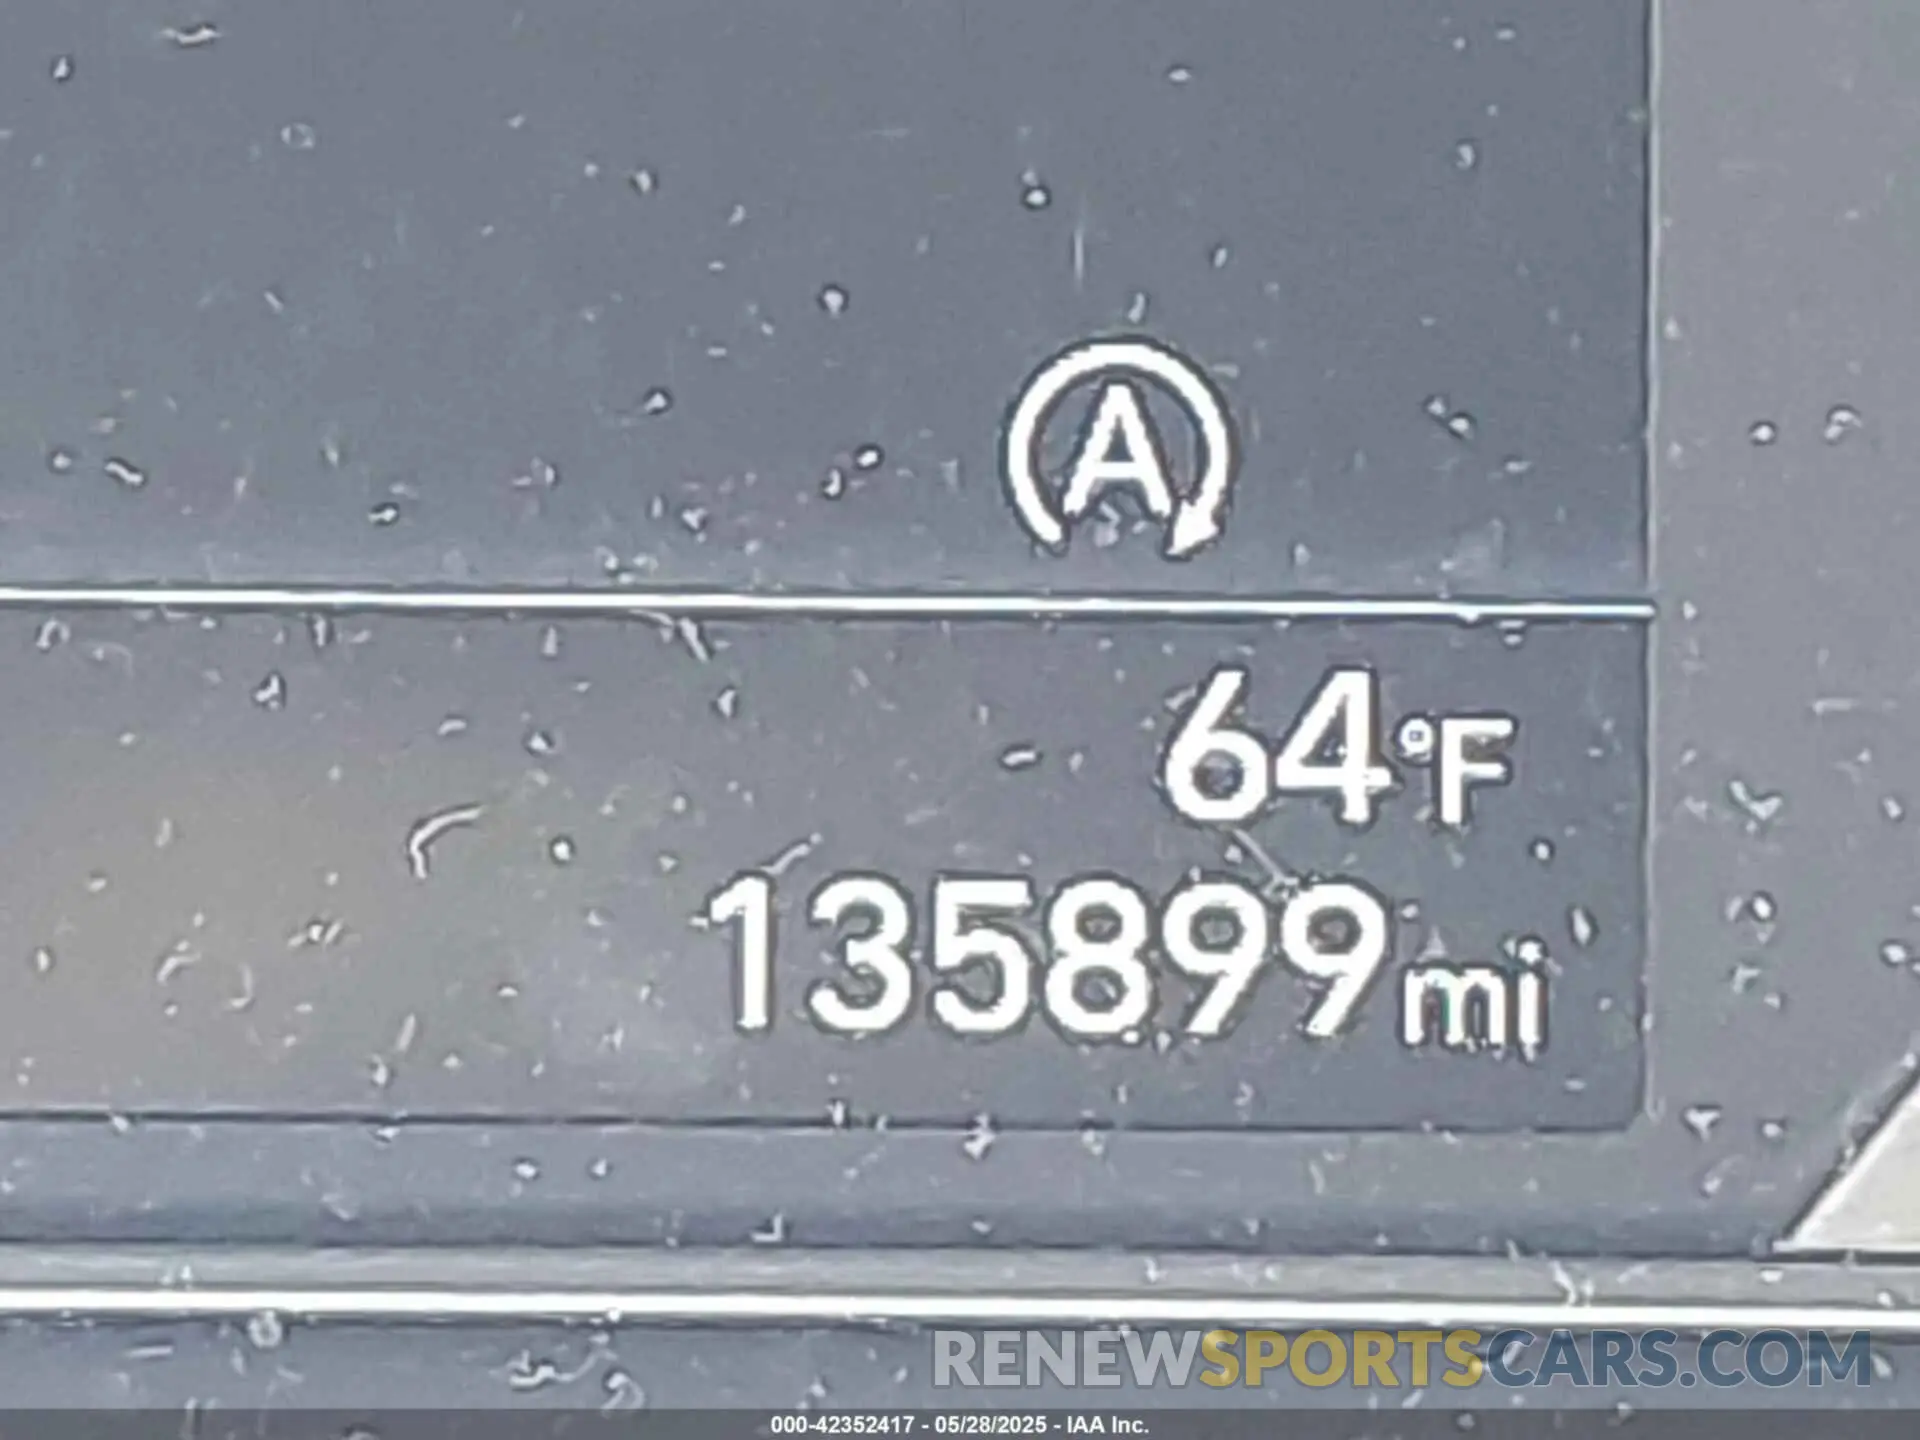 A
64°F
135899mi
RENEWSPORTSCARS.COM
000-42352417 - 05/28/2025 - IAA Inc.